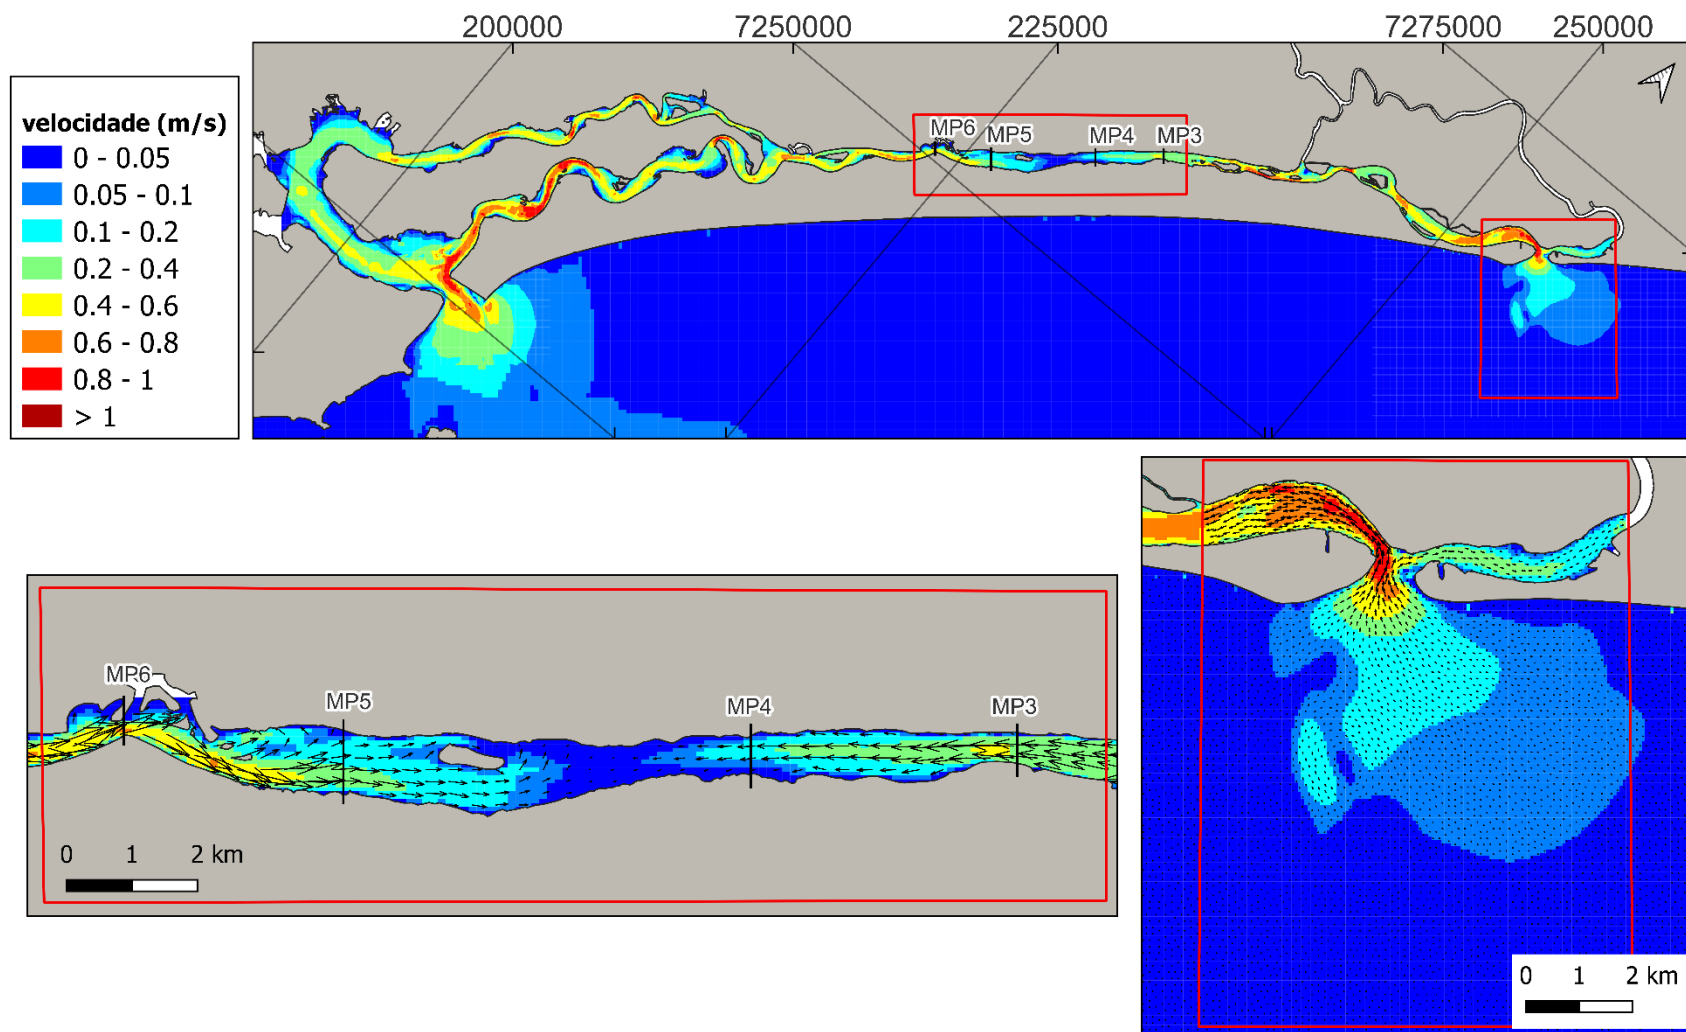 200000
7250000
225000
7275000
250000
velocidade (m/s)
0 - 0.05
0.05 - 0.1
0.1 - 0.2
0.2 - 0.4
0.4 - 0.6
0.6 - 0.8
0.8 - 1
> 1
MP6
MP5
MP4
MP3
MP6
MP5
MP4
MP3
0 1 2 km
0 1 2 km